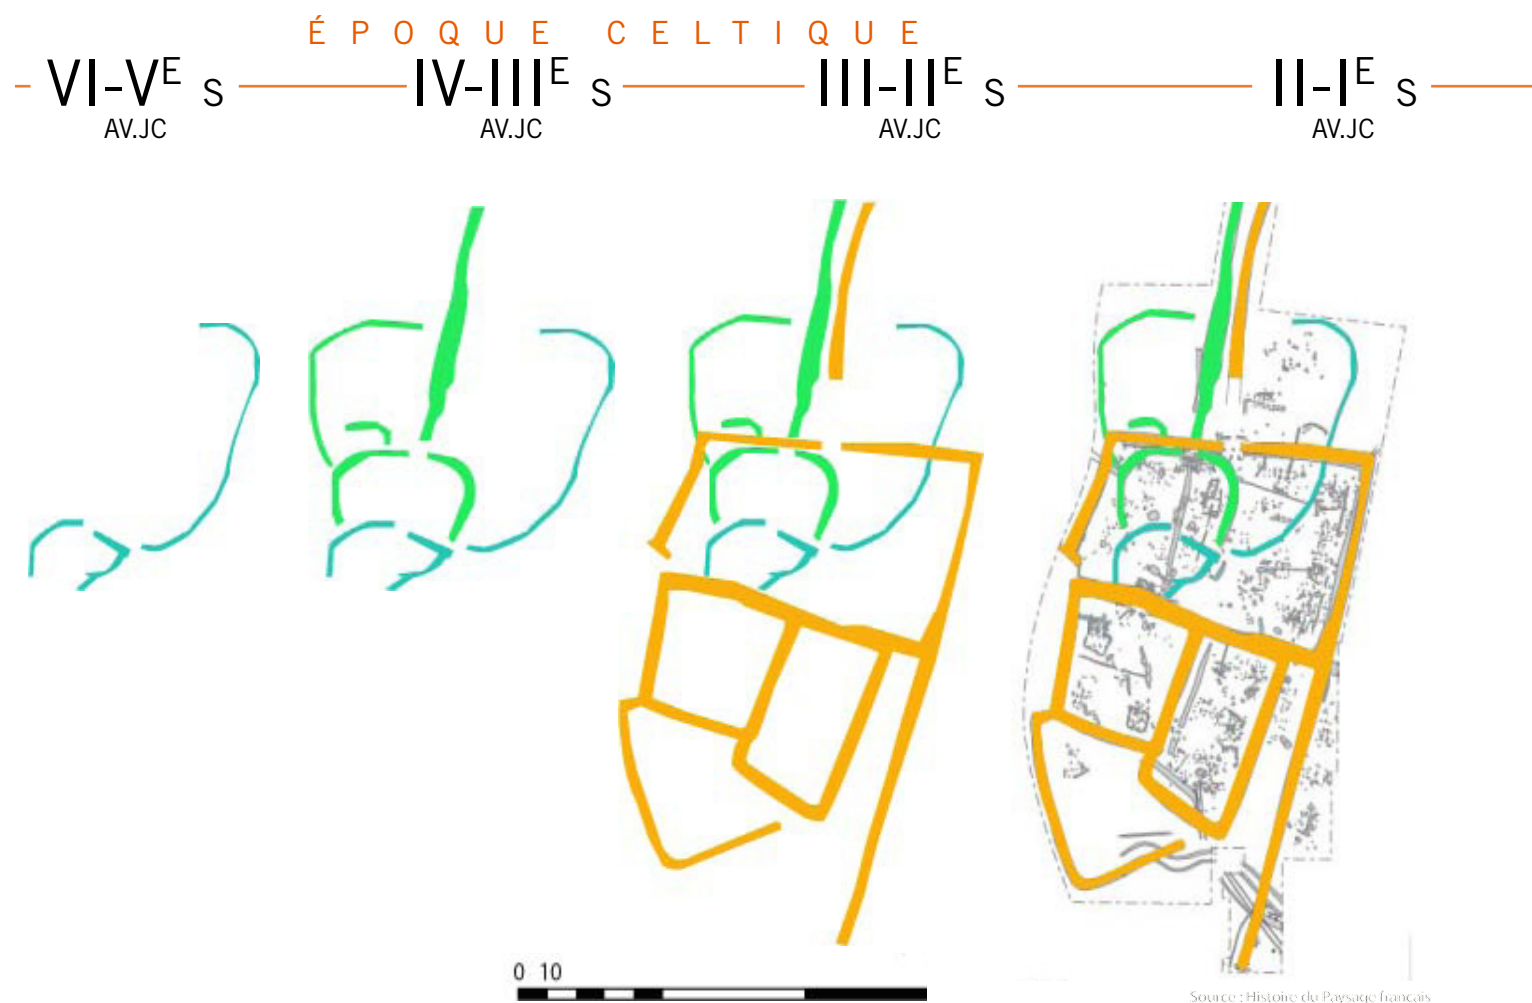 ÉPOQUE CELTIQUE
VI-VE S IV-IIIE S III-IIE S II-IE S
AV.JC AV.JC AV.JC AV.JC
0 10
Source : Histoire du Paysage français